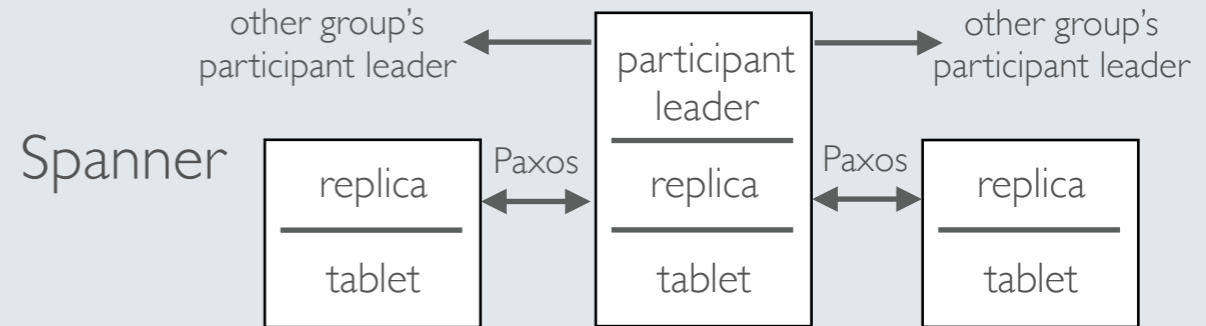 other group's
participant leader
other group's
participant leader
participant
leader
Spanner
Paxos
Paxos
replica
replica
replica
tablet
tablet
tablet